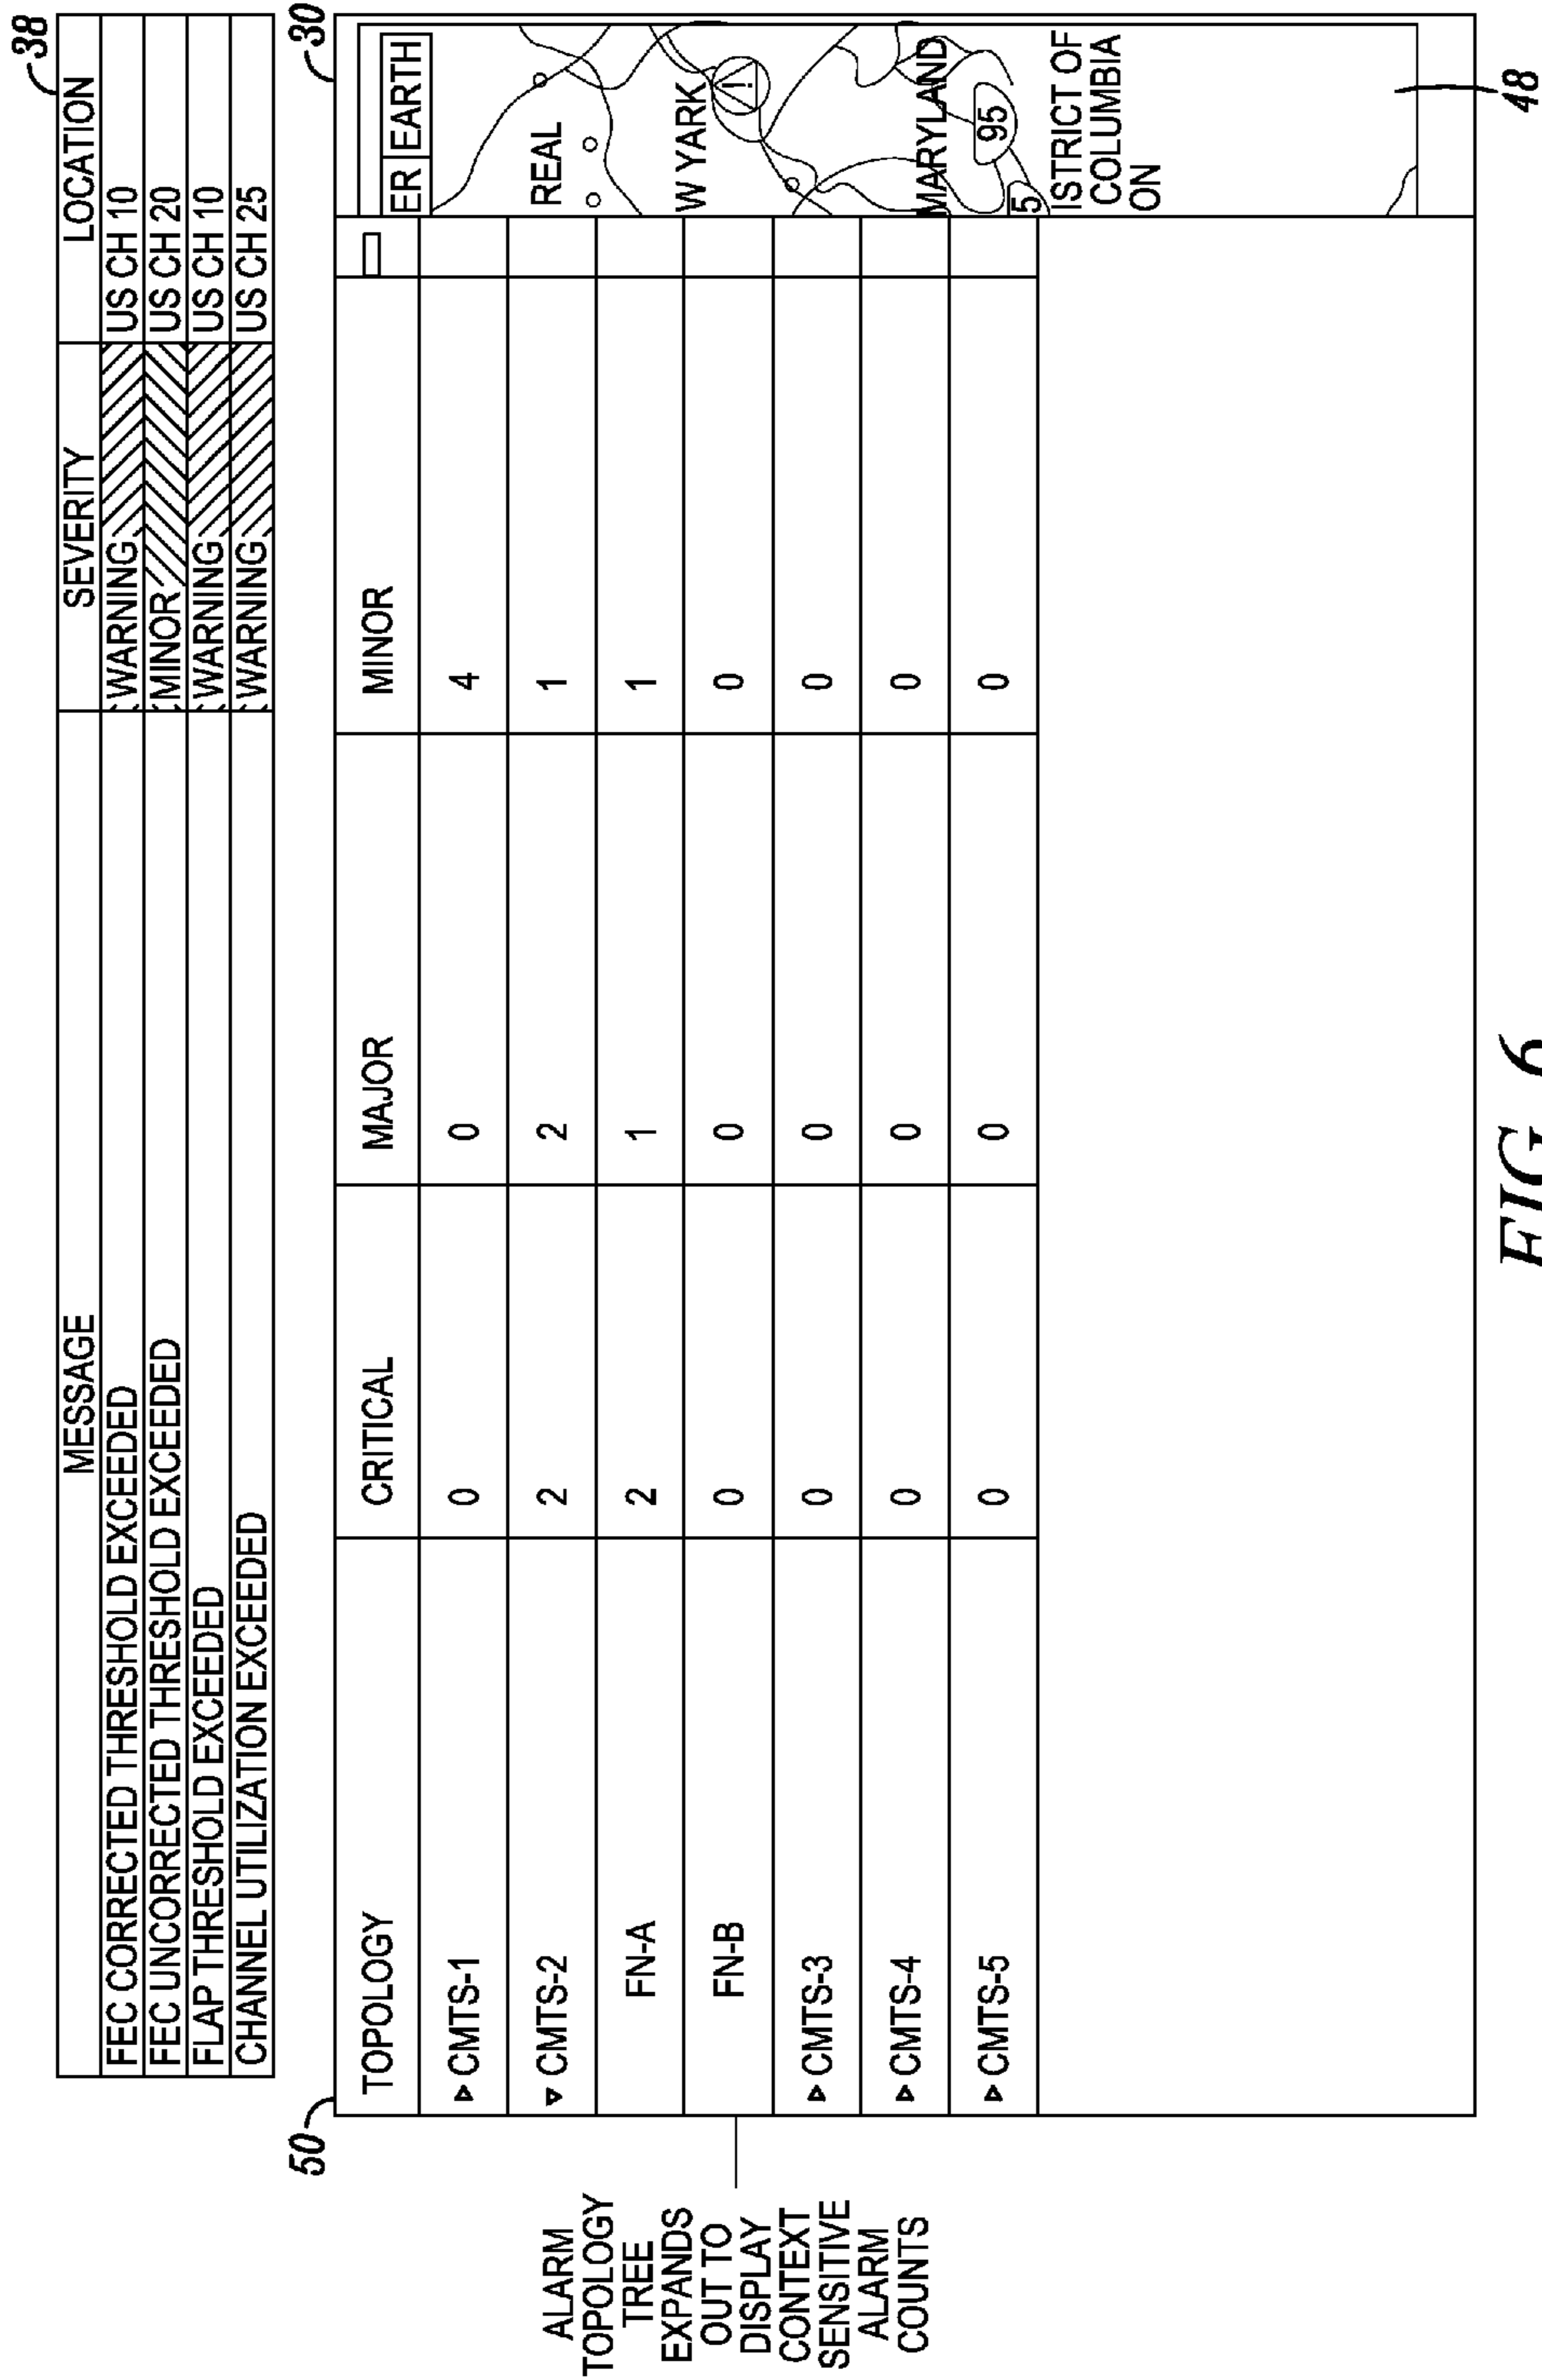 38
MESSAGE SEVERITY LOCATION
FEC CORRECTED THRESHOLD EXCEEDED WARNING US CH 10
FEC UNCORRECTED THRESHOLD EXCEEDED MINOR US CH 20
FLAP THRESHOLD EXCEEDED WARNING US CH 10
CHANNEL UTILIZATION EXCEEDED WARNING US CH 25
50
30
TOPOLOGY CRITICAL MAJOR MINOR
CMTS-1 0 0 4
CMTS-2 2 2 1
FN-A 2 1 1
FN-B 0 0 0
CMTS-3 0 0 0
CMTS-4 0 0 0
CMTS-5 0 0 0
ER EARTH
REAL
W YARK
!
MARYLAND
95
5
ISTRICT OF
COLUMBIA
ON
48
ALARM
TOPOLOGY
TREE
EXPANDS
OUT TO
DISPLAY
CONTEXT
SENSITIVE
ALARM
COUNTS
FIG. 6